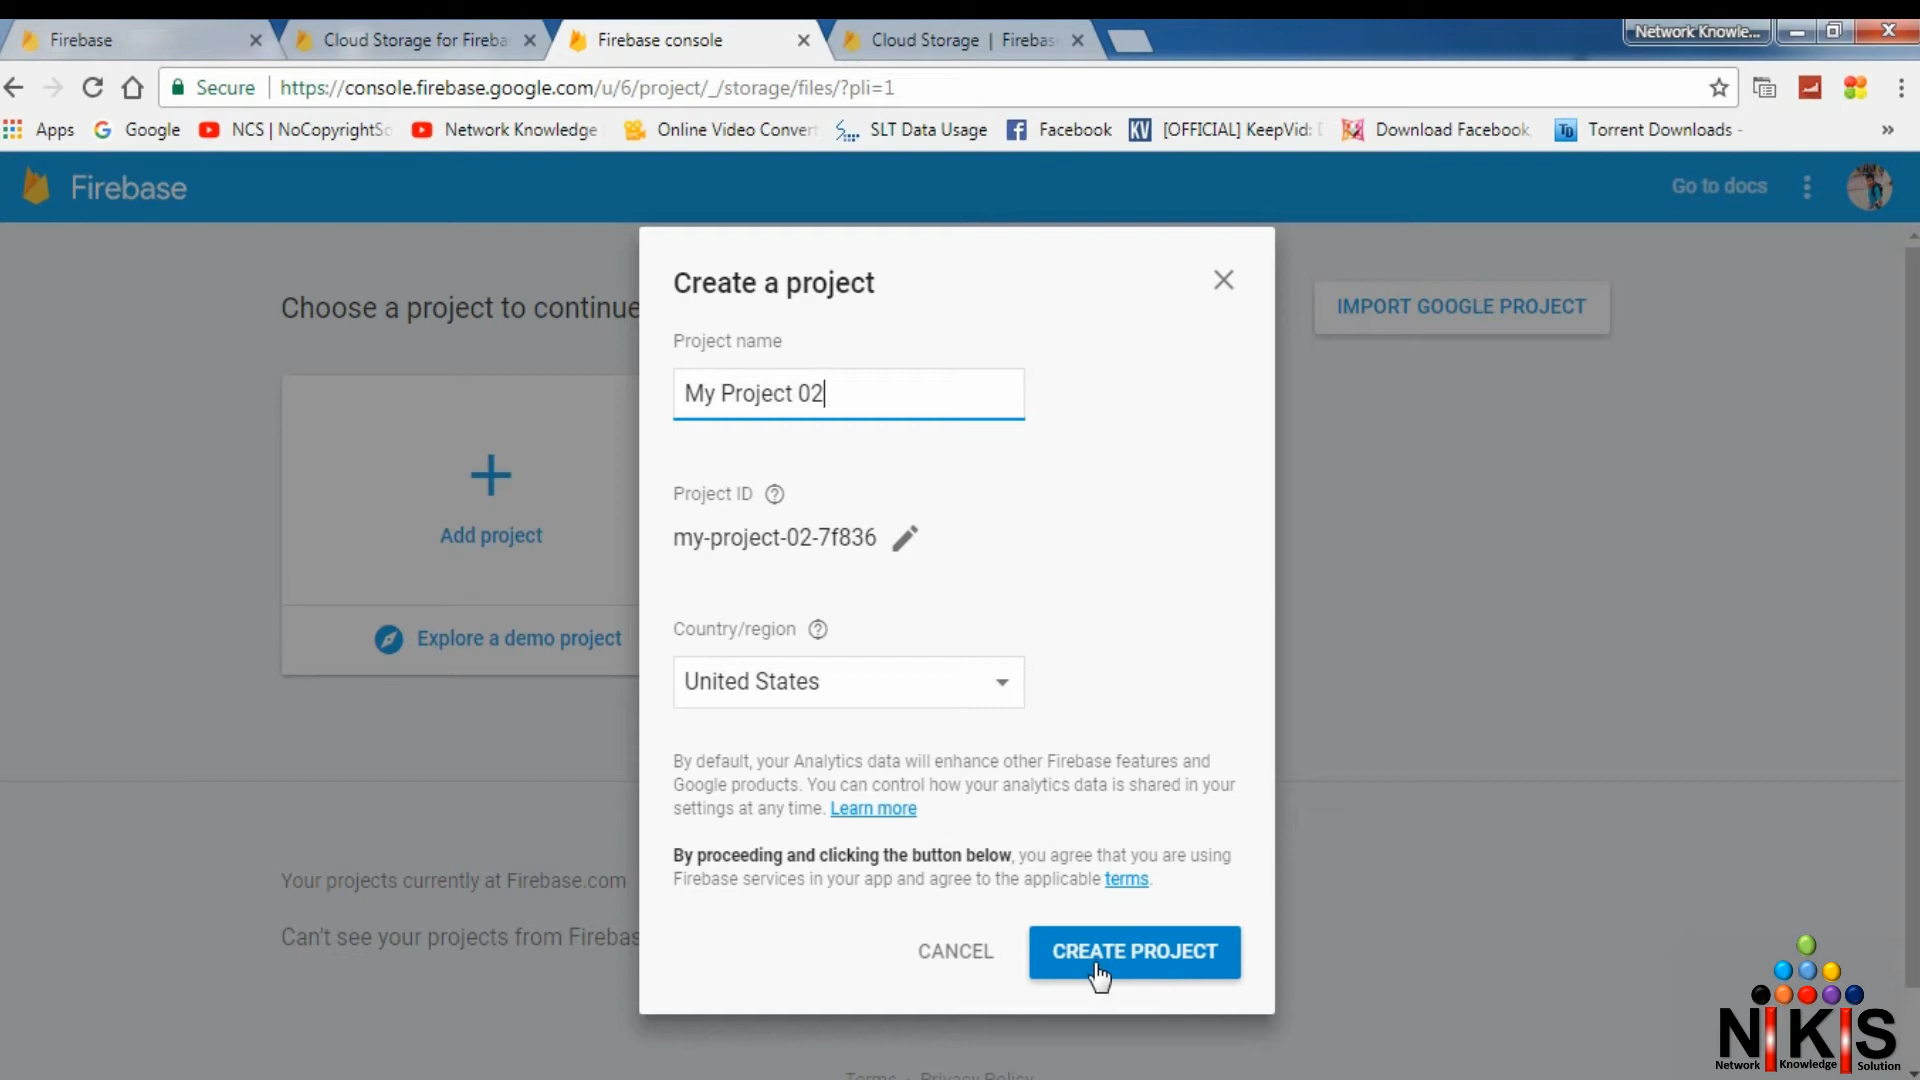 Firebase
Cloud Storage for Fireba
Firebase console
Cloud Storage | Firebas
Network Knowle...
Secure
https://console.firebase.google.com/u/6/project/_/storage/files/?pli=1
Apps
Google
NCS | NoCopyrightSo
Network Knowledge
Online Video Convert
SLT Data Usage
Facebook
KV
[OFFICIAL] KeepVid:
Download Facebook
TD
Torrent Downloads -
»
Firebase
Go to docs
Choose a project to continue
IMPORT GOOGLE PROJECT
Add project
Explore a demo project
Your projects currently at Firebase.com
Can't see your projects from Firebas
Create a project
Project name
My Project 02
Project ID
my-project-02-7f836
Country/region
United States
By default, your Analytics data will enhance other Firebase features and
Google products. You can control how your analytics data is shared in your
settings at any time. Learn more
By proceeding and clicking the button below, you agree that you are using
Firebase services in your app and agree to the applicable terms.
CANCEL
CREATE PROJECT
Terms · Privacy Policy
NKS
Network Knowledge Solution